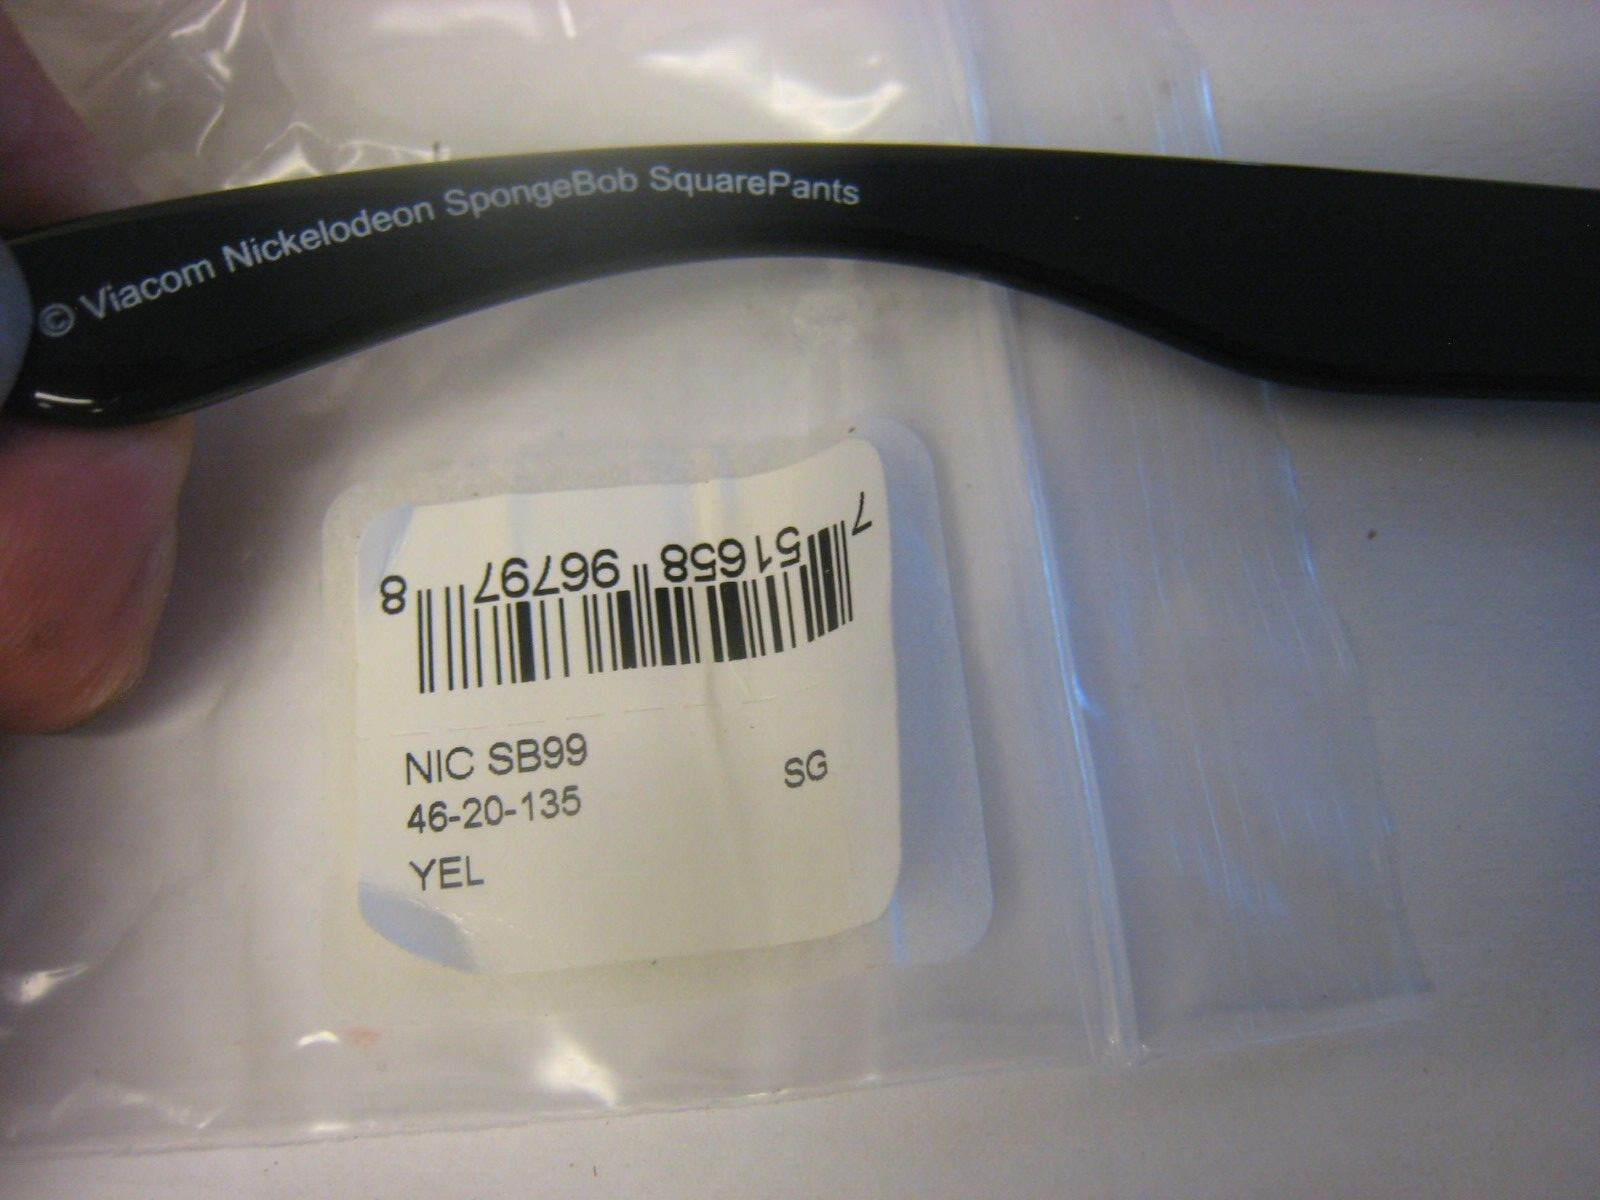 © Viacom Nickelodeon SpongeBob SquarePants
7 51658 96797 8
NIC SB99 SG
46-20-135
YEL